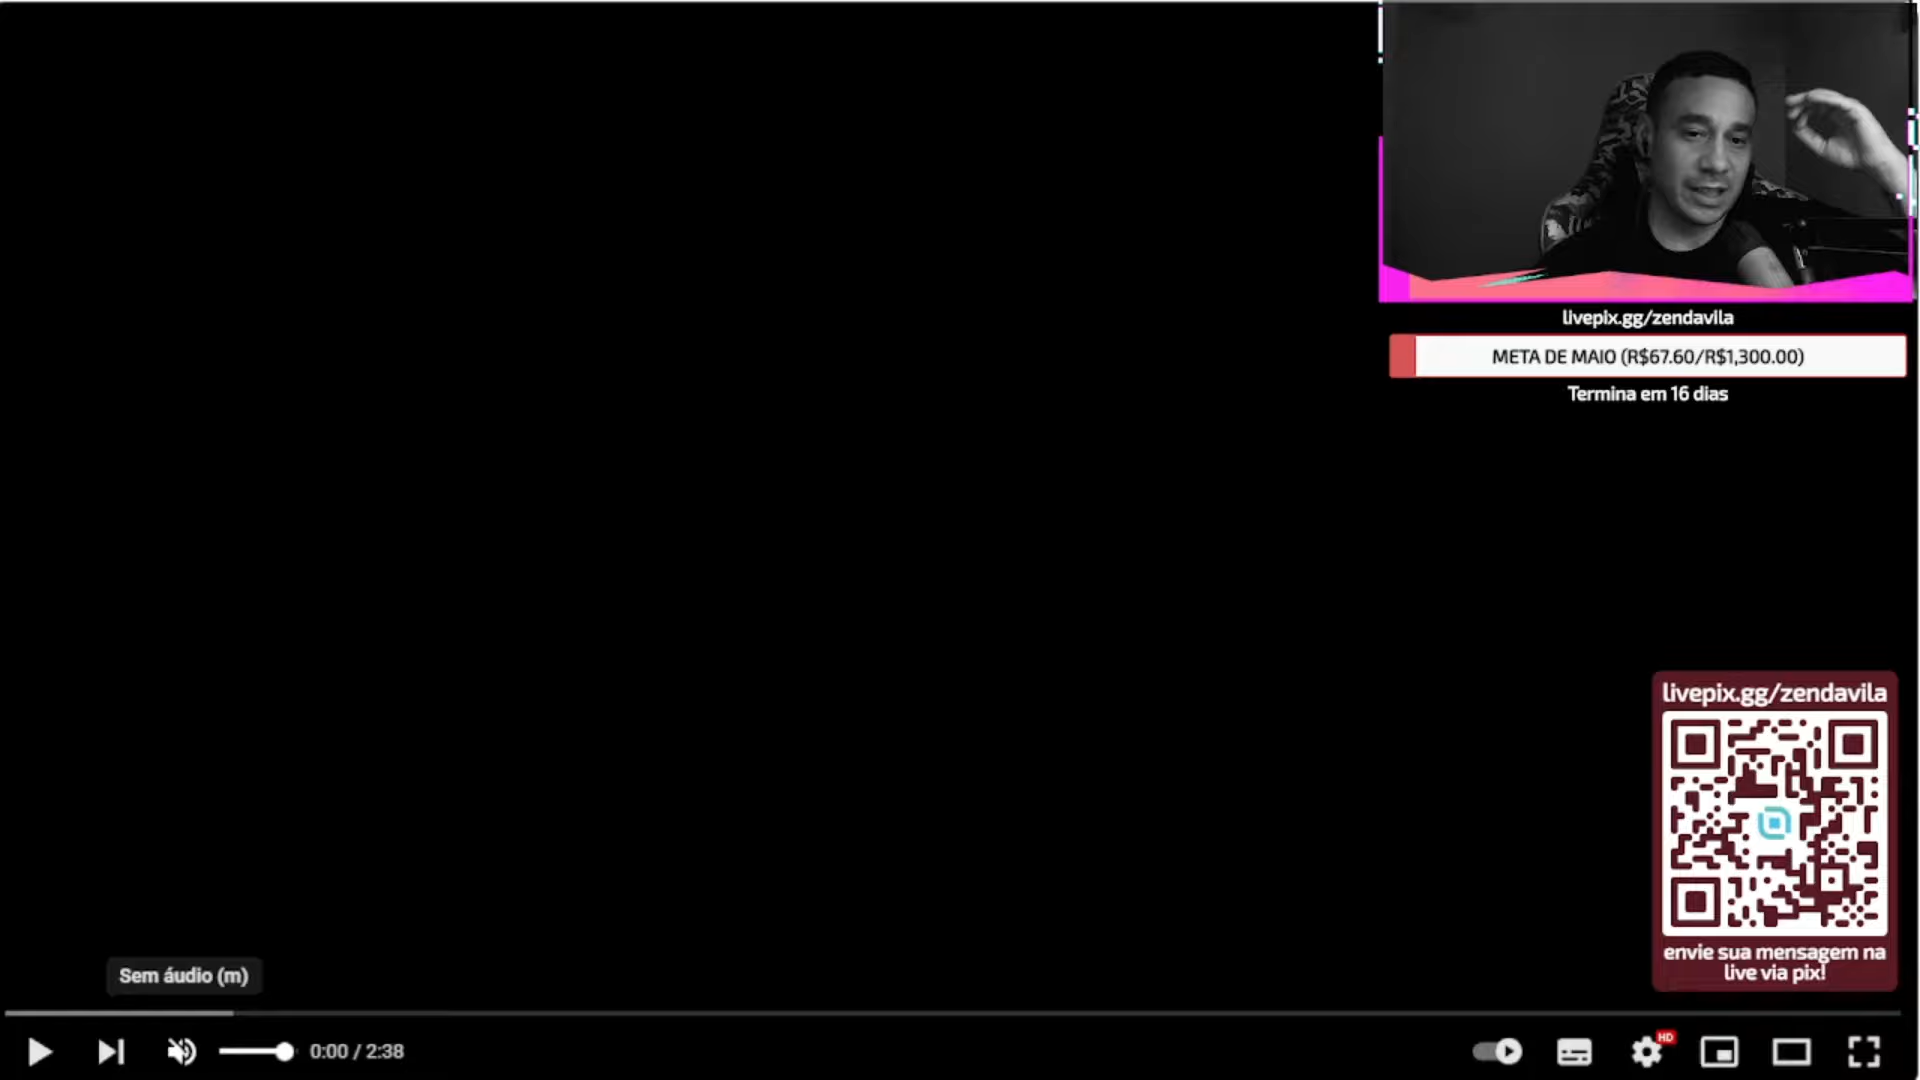 livepix.gg/zendavila
META DE MAIO (R$67.60/R$1,300.00)
Termina em 16 dias
livepix.gg/zendavila
envie sua mensagem na
live via pix!
Sem áudio (m)
0:00 / 2:38
HD